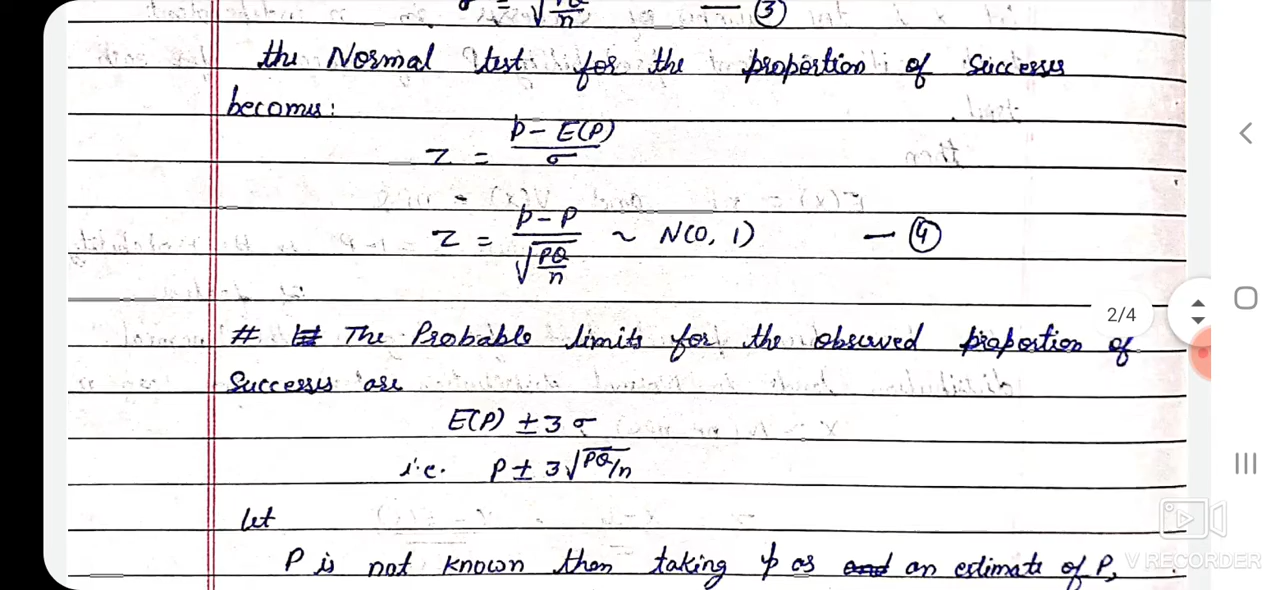 σ = √PQ/n — ③
the Normal test for the proportion of successes
becomes:
z = p - E(P) / σ
z = p - P / √PQ/n ~ N(0, 1) — ④
2/4
# The Probable limits for the observed proportion of
Successes are
E(P) ± 3σ
i.e. P ± 3√PQ/n
let
P is not known then taking p as an estimate of P,
V RECORDER